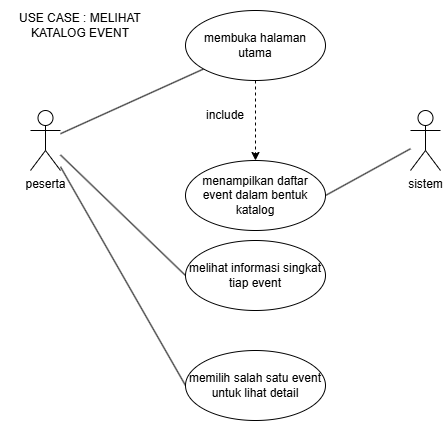 USE CASE : MELIHAT
KATALOG EVENT
membuka halaman
utama
include
peserta
menampilkan daftar
event dalam bentuk
katalog
sistem
melihat informasi singkat
tiap event
memilih salah satu event
untuk lihat detail